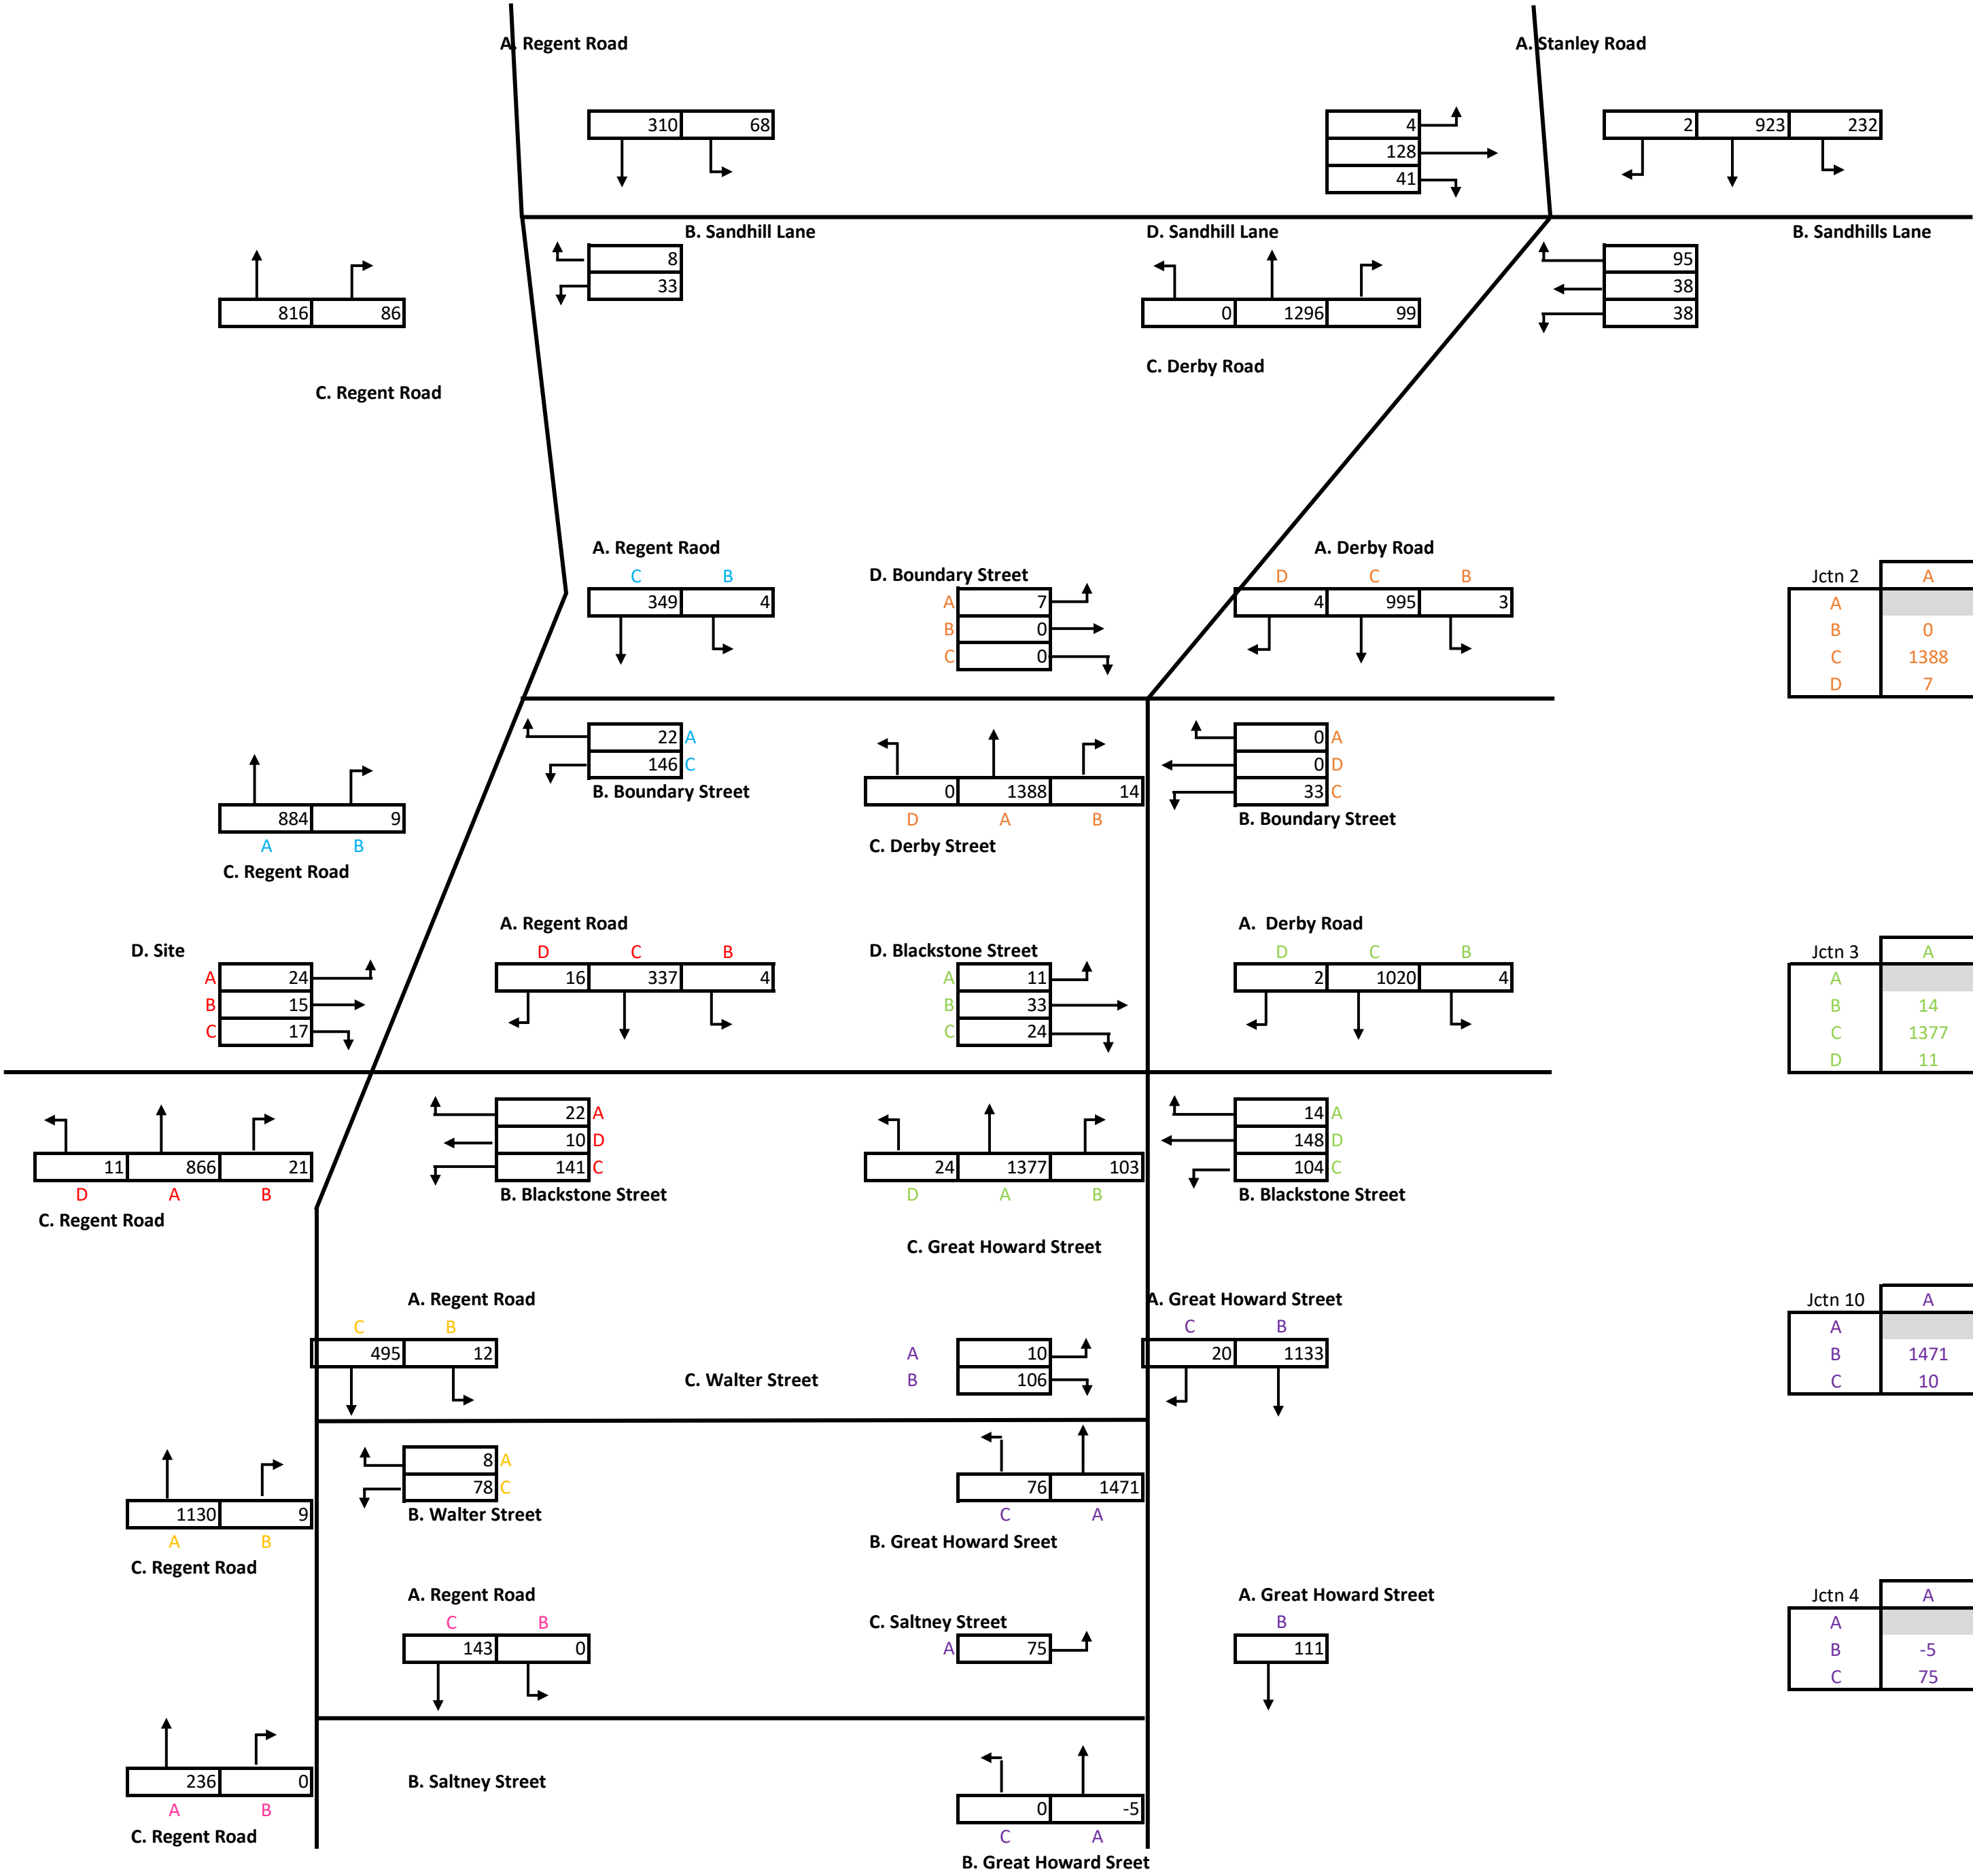 A. Regent Road
A. Stanley Road
310 68
4
2 923 232
128
41
B. Sandhill Lane
D. Sandhill Lane
B. Sandhills Lane
8
95
33
38
816 86
0 1296 99
38
C. Derby Road
C. Regent Road
A. Regent Raod
A. Derby Road
C B
D. Boundary Street
D C B
Jctn 2 A
349 4
A 7
4 995 3
A
B 0
B 0
C 0
C 1388
D 7
22 A
0 A
146 C
0 D
B. Boundary Street
0 1388 14
33 C
884 9
D A B
B. Boundary Street
A B
C. Derby Street
C. Regent Road
A. Regent Road
A. Derby Road
D. Site
D C B
D. Blackstone Street
D C B
Jctn 3 A
A 24
16 337 4
A 11
2 1020 4
A
B 15
B 33
B 14
C 17
C 24
C 1377
D 11
22 A
14 A
10 D
148 D
11 866 21
141 C
24 1377 103
104 C
D A B
B. Blackstone Street
D A B
B. Blackstone Street
C. Regent Road
C. Great Howard Street
A. Regent Road
A. Great Howard Street
Jctn 10 A
C B
C B
A
495 12
C. Walter Street
A 10
20 1133
B 1471
B 106
C 10
8 A
78 C
76 1471
1130 9
B. Walter Street
C A
A B
B. Great Howard Sreet
C. Regent Road
A. Regent Road
A. Great Howard Street
Jctn 4 A
C B
C. Saltney Street
B
A
143 0
A 75
111
B -5
C 75
236 0
B. Saltney Street
0 -5
A B
C A
C. Regent Road
B. Great Howard Sreet